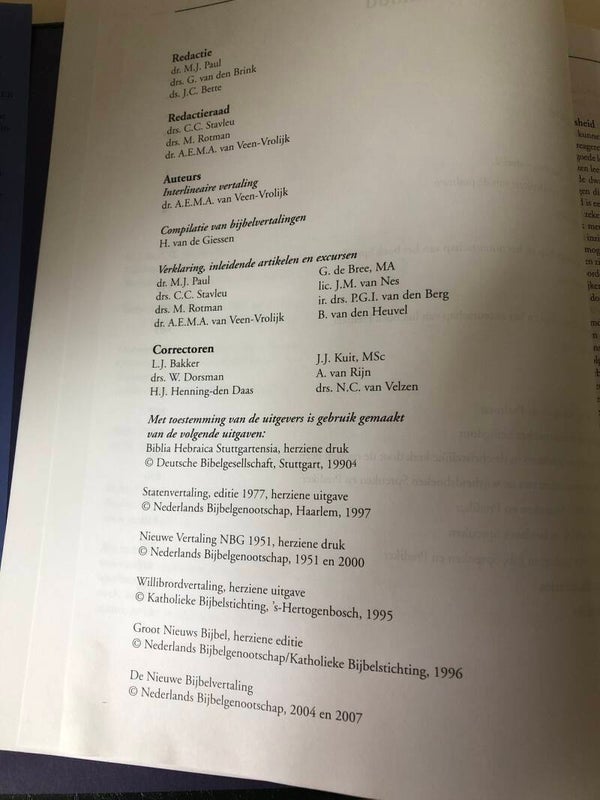 Redactie
dr. M.J. Paul
drs. G. van den Brink
ds. J.C. Bette
Redactieraad
drs. C.C. Stavleu
drs. M. Rotman
dr. A.E.M.A. van Veen-Vrolijk
Auteurs
Interlineaire vertaling
dr. A.E.M.A. van Veen-Vrolijk
Compilatie van bijbelvertalingen
H. van de Giessen
Verklaring, inleidende artikelen en excursen
dr. M.J. Paul
drs. C.C. Stavleu
drs. M. Rotman
dr. A.E.M.A. van Veen-Vrolijk
G. de Bree, MA
lic. J.M. van Nes
ir. drs. P.G.I. van den Berg
B. van den Heuvel
Correctoren
L.J. Bakker
drs. W. Dorsman
H.J. Henning-den Daas
J.J. Kuit, MSc
A. van Rijn
drs. N.C. van Velzen
Met toestemming van de uitgevers is gebruik gemaakt
van de volgende uitgaven:
Biblia Hebraica Stuttgartensia, herziene druk
© Deutsche Bibelgesellschaft, Stuttgart, 1990⁴
Statenvertaling, editie 1977, herziene uitgave
© Nederlands Bijbelgenootschap, Haarlem, 1997
Nieuwe Vertaling NBG 1951, herziene druk
© Nederlands Bijbelgenootschap, 1951 en 2000
Willibrordvertaling, herziene uitgave
© Katholieke Bijbelstichting, 's-Hertogenbosch, 1995
Groot Nieuws Bijbel, herziene editie
© Nederlands Bijbelgenootschap/Katholieke Bijbelstichting, 1996
De Nieuwe Bijbelvertaling
© Nederlands Bijbelgenootschap, 2004 en 2007